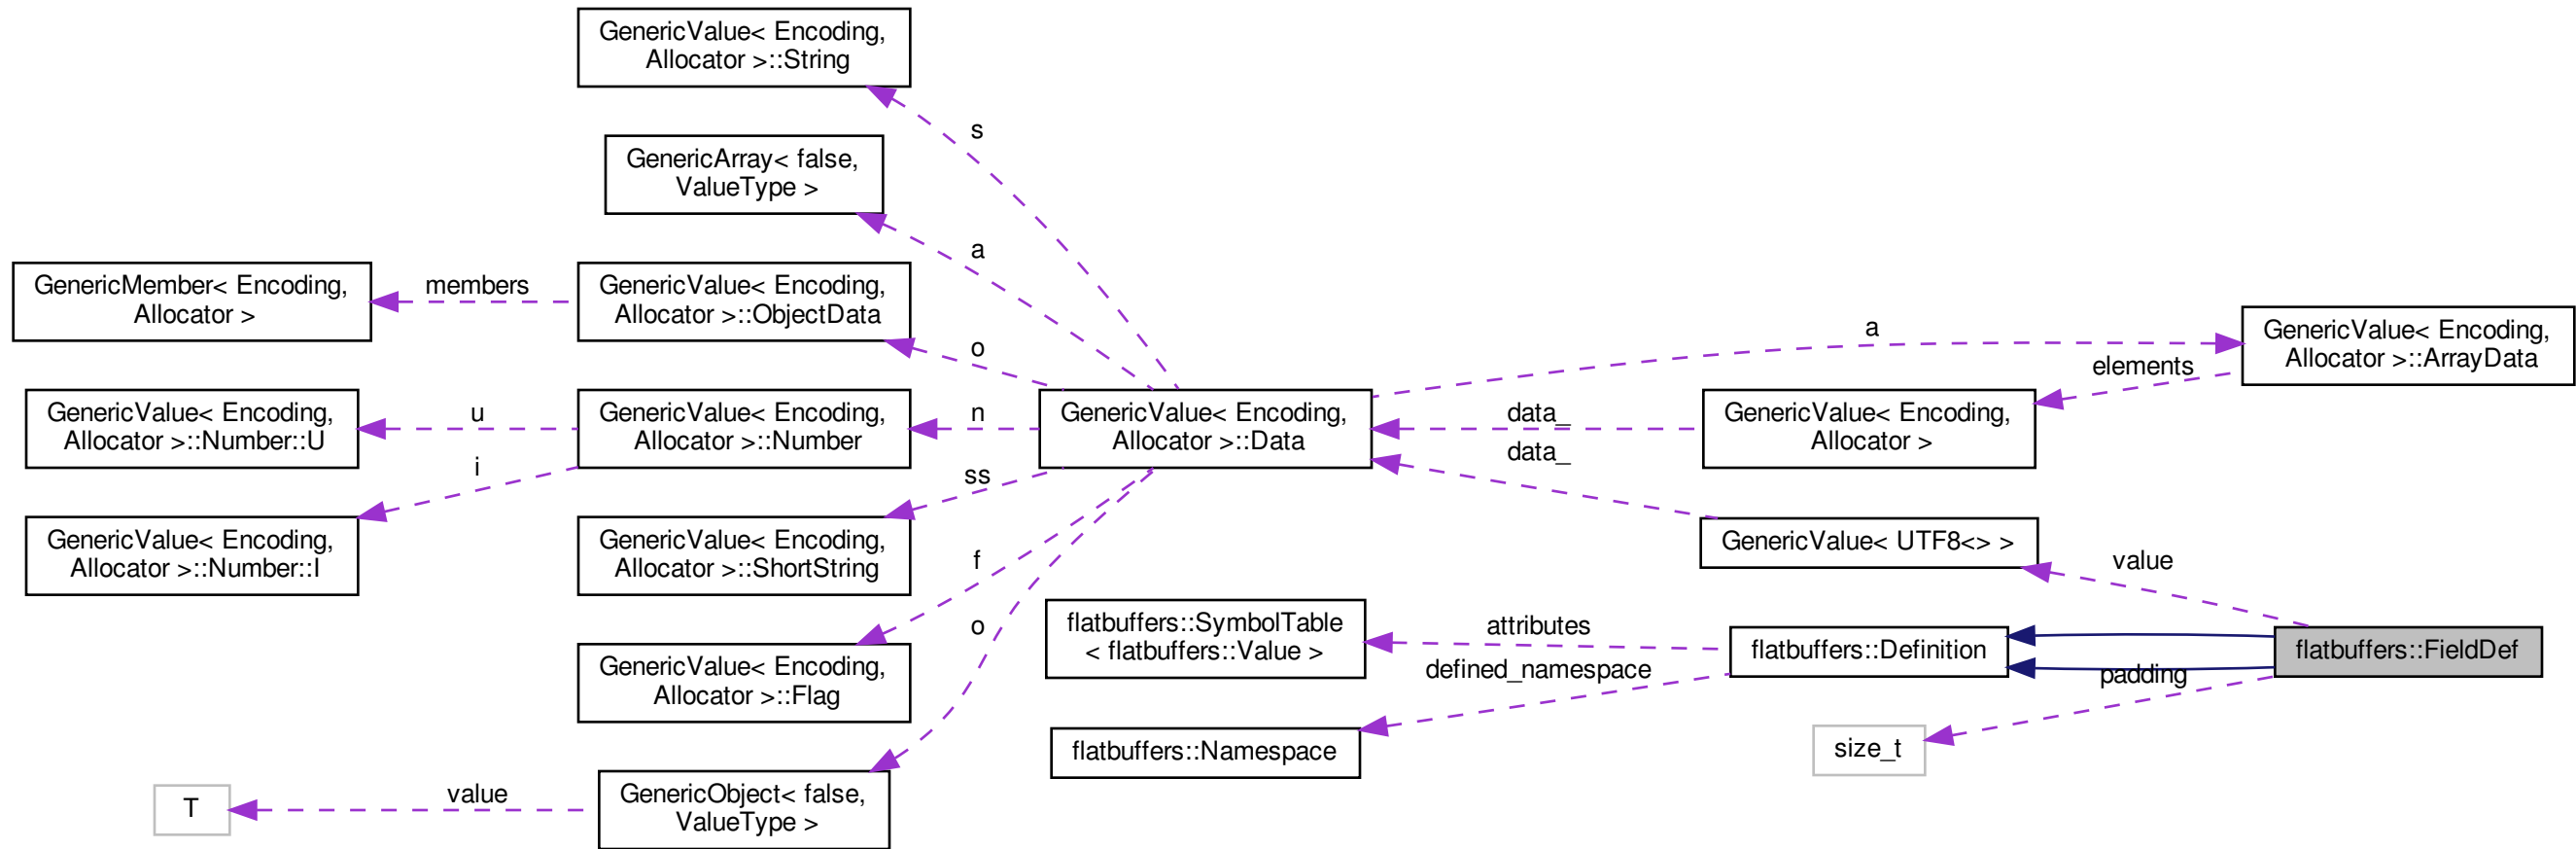 GenericValue< Encoding,
Allocator >::String
s
GenericArray< false,
ValueType >
a
GenericMember< Encoding,
Allocator >
members
GenericValue< Encoding,
Allocator >::ObjectData
o
GenericValue< Encoding,
Allocator >::Number::U
u
GenericValue< Encoding,
Allocator >::Number
n
GenericValue< Encoding,
Allocator >::Data
a
GenericValue< Encoding,
Allocator >::ArrayData
elements
data_
GenericValue< Encoding,
Allocator >
data_
GenericValue< UTF8<> >
value
i
GenericValue< Encoding,
Allocator >::Number::I
ss
GenericValue< Encoding,
Allocator >::ShortString
f
GenericValue< Encoding,
Allocator >::Flag
o
flatbuffers::SymbolTable
< flatbuffers::Value >
attributes
defined_namespace
flatbuffers::Definition
flatbuffers::FieldDef
padding
flatbuffers::Namespace
size_t
T
value
GenericObject< false,
ValueType >